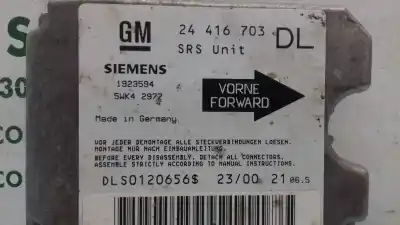 GM
24 416 703 DL
SRS Unit
SIEMENS
1923594
5WK4 2977
VORNE
FORWARD
Made in Germany
VOR JEDER DEMONTAGE ALLE STECKVERBINDUNGEN LOESEN.
MONTAGE NUR NACH EINBAUANLEITUNG.
BEFORE EVERY DISASSEMBLY, DETACH ALL CONNECTORS.
ASSEMBLE STRICTLY ACCORDING TO MANUAL INSTRUCTIONS.
DLS0120656$ 23/00 21 06.5